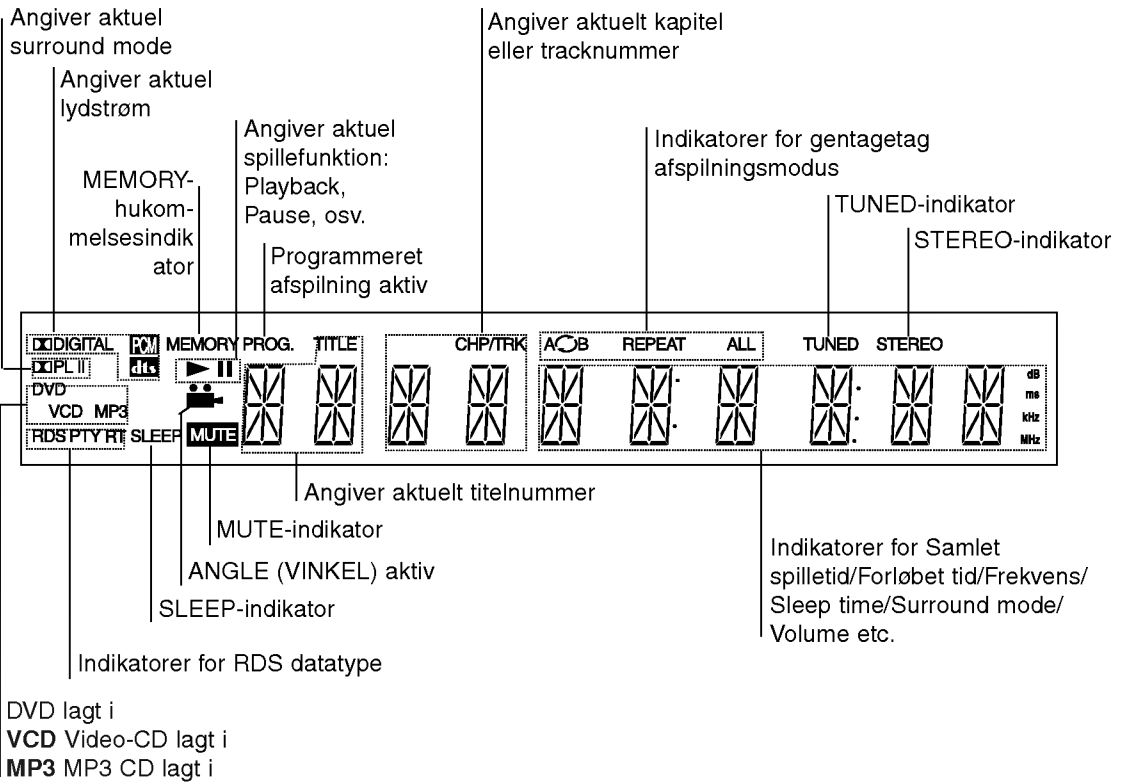 Angiver aktuel
surround mode
Angiver aktuel
lydstrøm
MEMORY-
hukom-
melsesindik
ator
Angiver aktuel
spillefunktion:
Playback,
Pause, osv.
Programmeret
afspilning aktiv
Angiver aktuelt kapitel
eller tracknummer
Indikatorer for gentagetag
afspilningsmodus
TUNED-indikator
STEREO-indikator
DIGITAL PCM MEMORY PROG. TITLE CHP/TRK A B REPEAT ALL TUNED STEREO
PL II dts
DVD
VCD MP3
RDS PTY RT SLEEP MUTE
dB
ms
kHz
MHz
Angiver aktuelt titelnummer
MUTE-indikator
ANGLE (VINKEL) aktiv
SLEEP-indikator
Indikatorer for RDS datatype
Indikatorer for Samlet
spilletid/Forløbet tid/Frekvens/
Sleep time/Surround mode/
Volume etc.
DVD lagt i
VCD Video-CD lagt i
MP3 MP3 CD lagt i